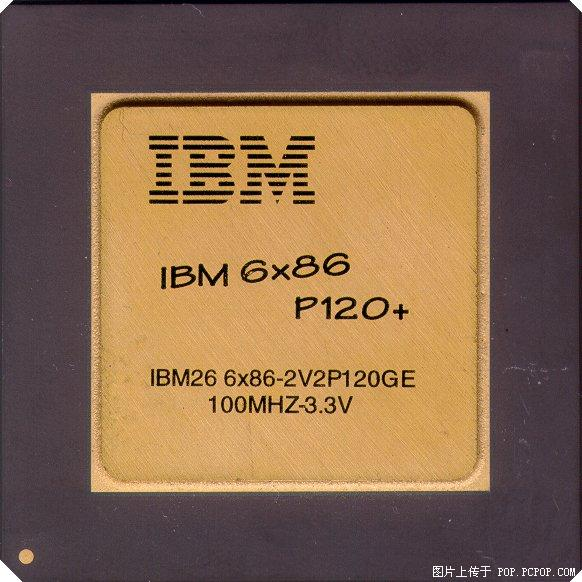 IBM
IBM 6x86
P120+
IBM26 6x86-2V2P120GE
100MHZ-3.3V
图片上传于 POP.PCPOP.COM